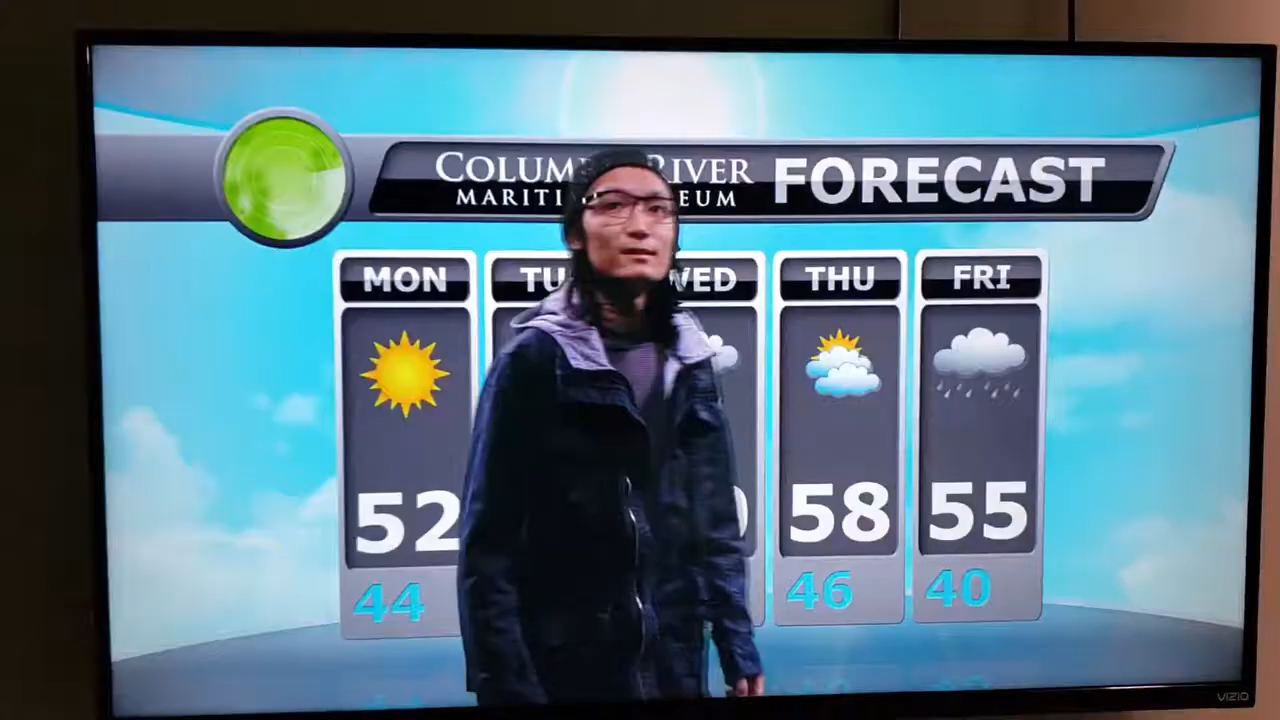 COLUM RIVER
MARITI EUM
FORECAST
MON TU WED THU FRI
52 58 55
44 46 40
VIZIO